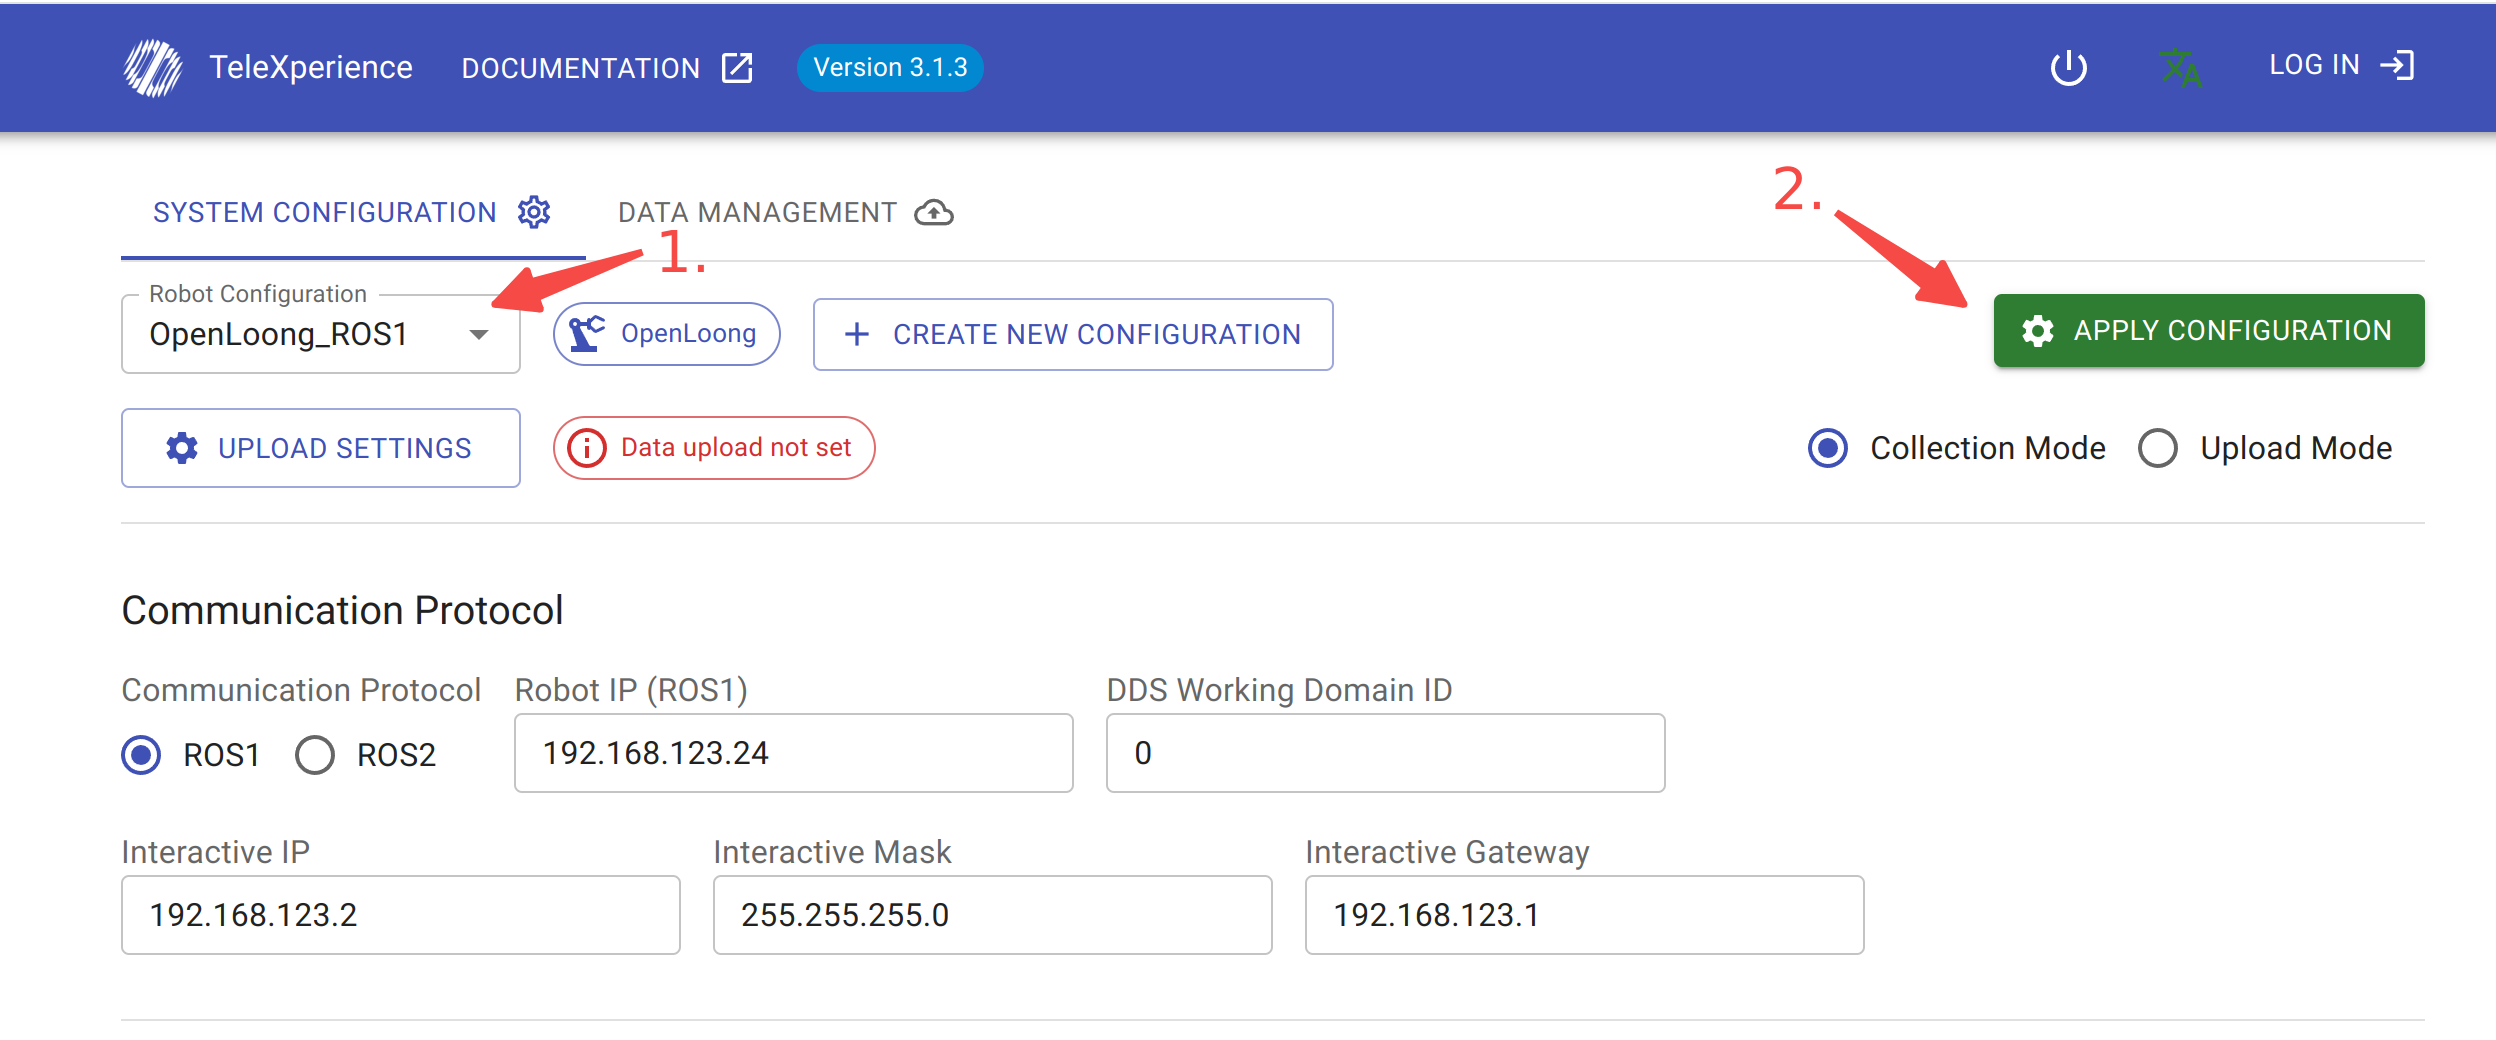 TeleXperience DOCUMENTATION Version 3.1.3 LOG IN
2.
SYSTEM CONFIGURATION DATA MANAGEMENT
1.
Robot Configuration
OpenLoong_ROS1 OpenLoong + CREATE NEW CONFIGURATION APPLY CONFIGURATION
UPLOAD SETTINGS Data upload not set Collection Mode Upload Mode
Communication Protocol
Communication Protocol Robot IP (ROS1) DDS Working Domain ID
ROS1 ROS2 192.168.123.24 0
Interactive IP Interactive Mask Interactive Gateway
192.168.123.2 255.255.255.0 192.168.123.1